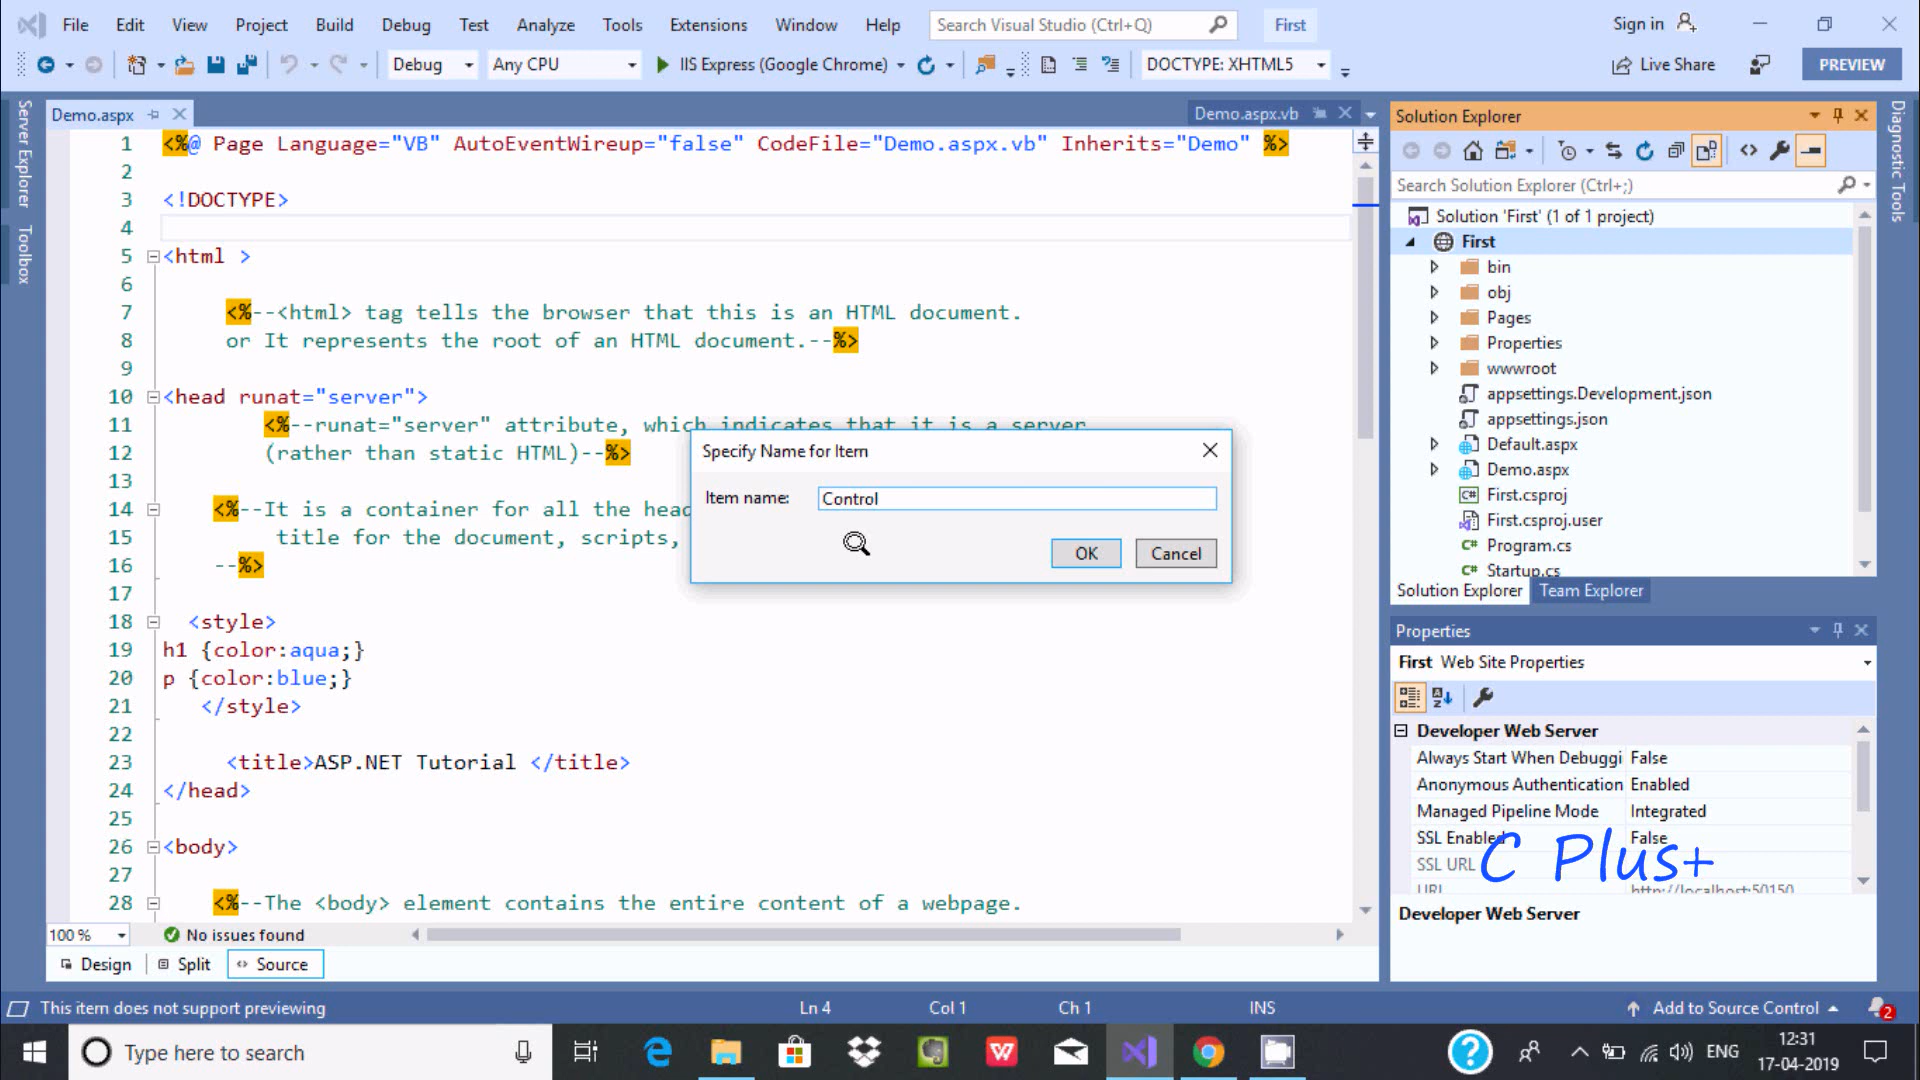 File Edit View Project Build Debug Test Analyze Tools Extensions Window Help Search Visual Studio (Ctrl+Q) First Sign in
Debug Any CPU IIS Express (Google Chrome) DOCTYPE: XHTML5 Live Share PREVIEW
Server Explorer
Toolbox
Demo.aspx Demo.aspx.vb
1 <%@ Page Language="VB" AutoEventWireup="false" CodeFile="Demo.aspx.vb" Inherits="Demo" %>
2
3 <!DOCTYPE>
4
5 <html >
6
7 <%--<html> tag tells the browser that this is an HTML document.
8 or It represents the root of an HTML document.--%>
9
10 <head runat="server">
11 <%--runat="server" attribute, which indicates that it is a server
12 (rather than static HTML)--%>
13
14 <%--It is a container for all the head
15 title for the document, scripts,
16 --%>
17
18 <style>
19 h1 {color:aqua;}
20 p {color:blue;}
21 </style>
22
23 <title>ASP.NET Tutorial </title>
24 </head>
25
26 <body>
27
28 <%--The <body> element contains the entire content of a webpage.
Specify Name for Item
Item name: Control
OK Cancel
100 % No issues found
Design Split Source
Solution Explorer
Search Solution Explorer (Ctrl+;)
Solution 'First' (1 of 1 project)
First
bin
obj
Pages
Properties
wwwroot
appsettings.Development.json
appsettings.json
Default.aspx
Demo.aspx
First.csproj
First.csproj.user
Program.cs
Startup.cs
Solution Explorer Team Explorer
Diagnostic Tools
Properties
First Web Site Properties
Developer Web Server
Always Start When Debuggi False
Anonymous Authentication Enabled
Managed Pipeline Mode Integrated
SSL Enabled False
SSL URL
URL http://localhost:50150
C Plus+
Developer Web Server
This item does not support previewing Ln 4 Col 1 Ch 1 INS Add to Source Control 2
Type here to search ENG 12:31
17-04-2019